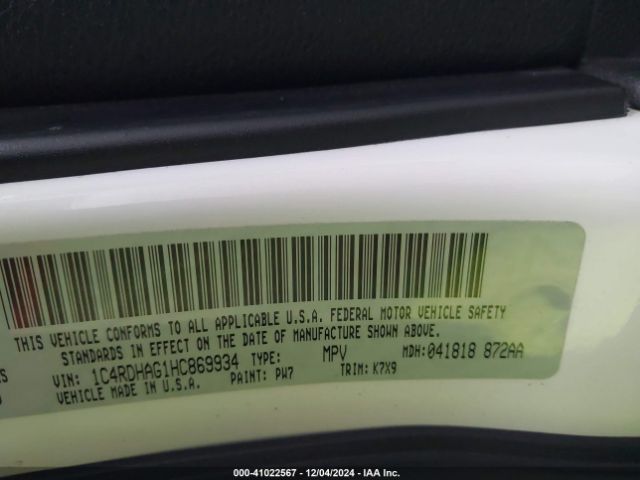 THIS VEHICLE CONFORMS TO ALL APPLICABLE U.S.A. FEDERAL MOTOR VEHICLE SAFETY
STANDARDS IN EFFECT ON THE DATE OF MANUFACTURE SHOWN ABOVE.
VIN: 1C4RDHAG1HC869934 TYPE: MPV MDH:041818 872AA
VEHICLE MADE IN U.S.A. PAINT: PW7 TRIM: K7X9
000-41022567 - 12/04/2024 - IAA Inc.